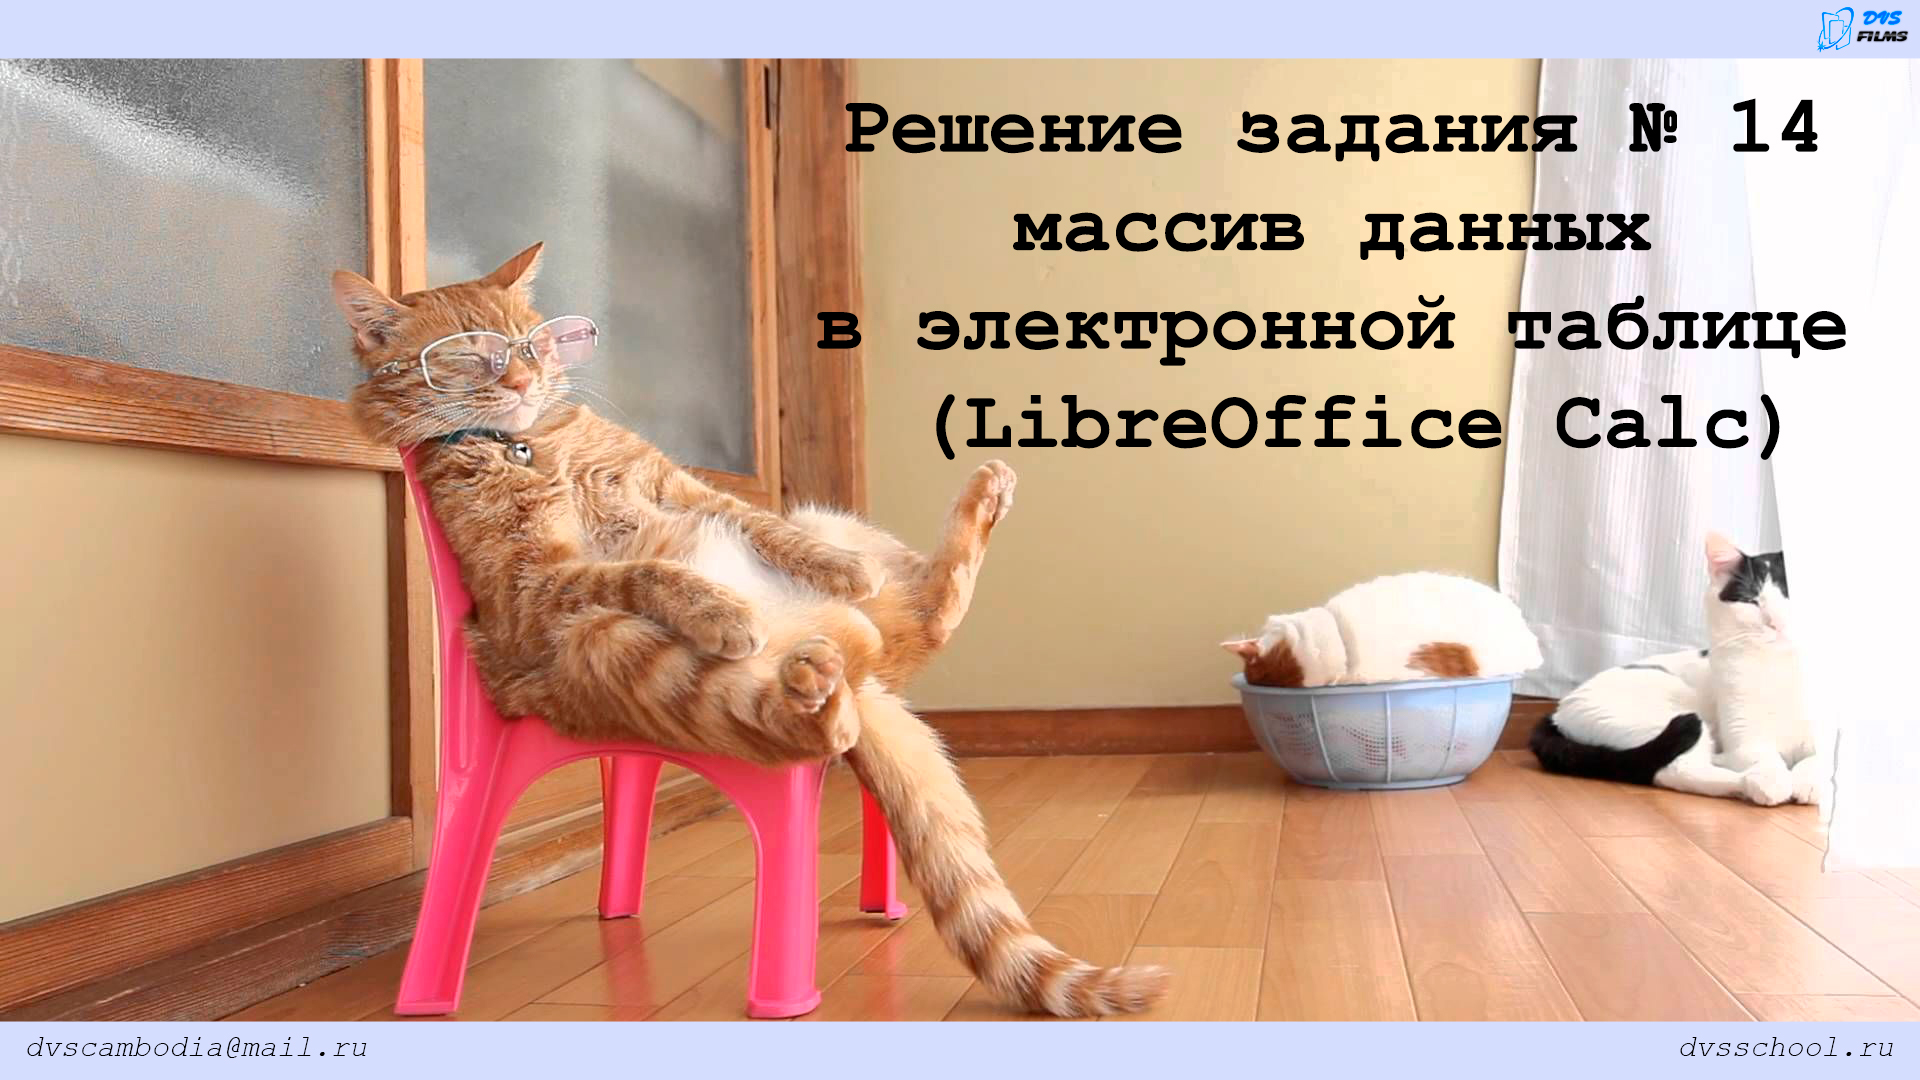 DVS
FILMS
Решение задания № 14
массив данных
в электронной таблице
(LibreOffice Calc)
dvscambodia@mail.ru
dvsschool.ru